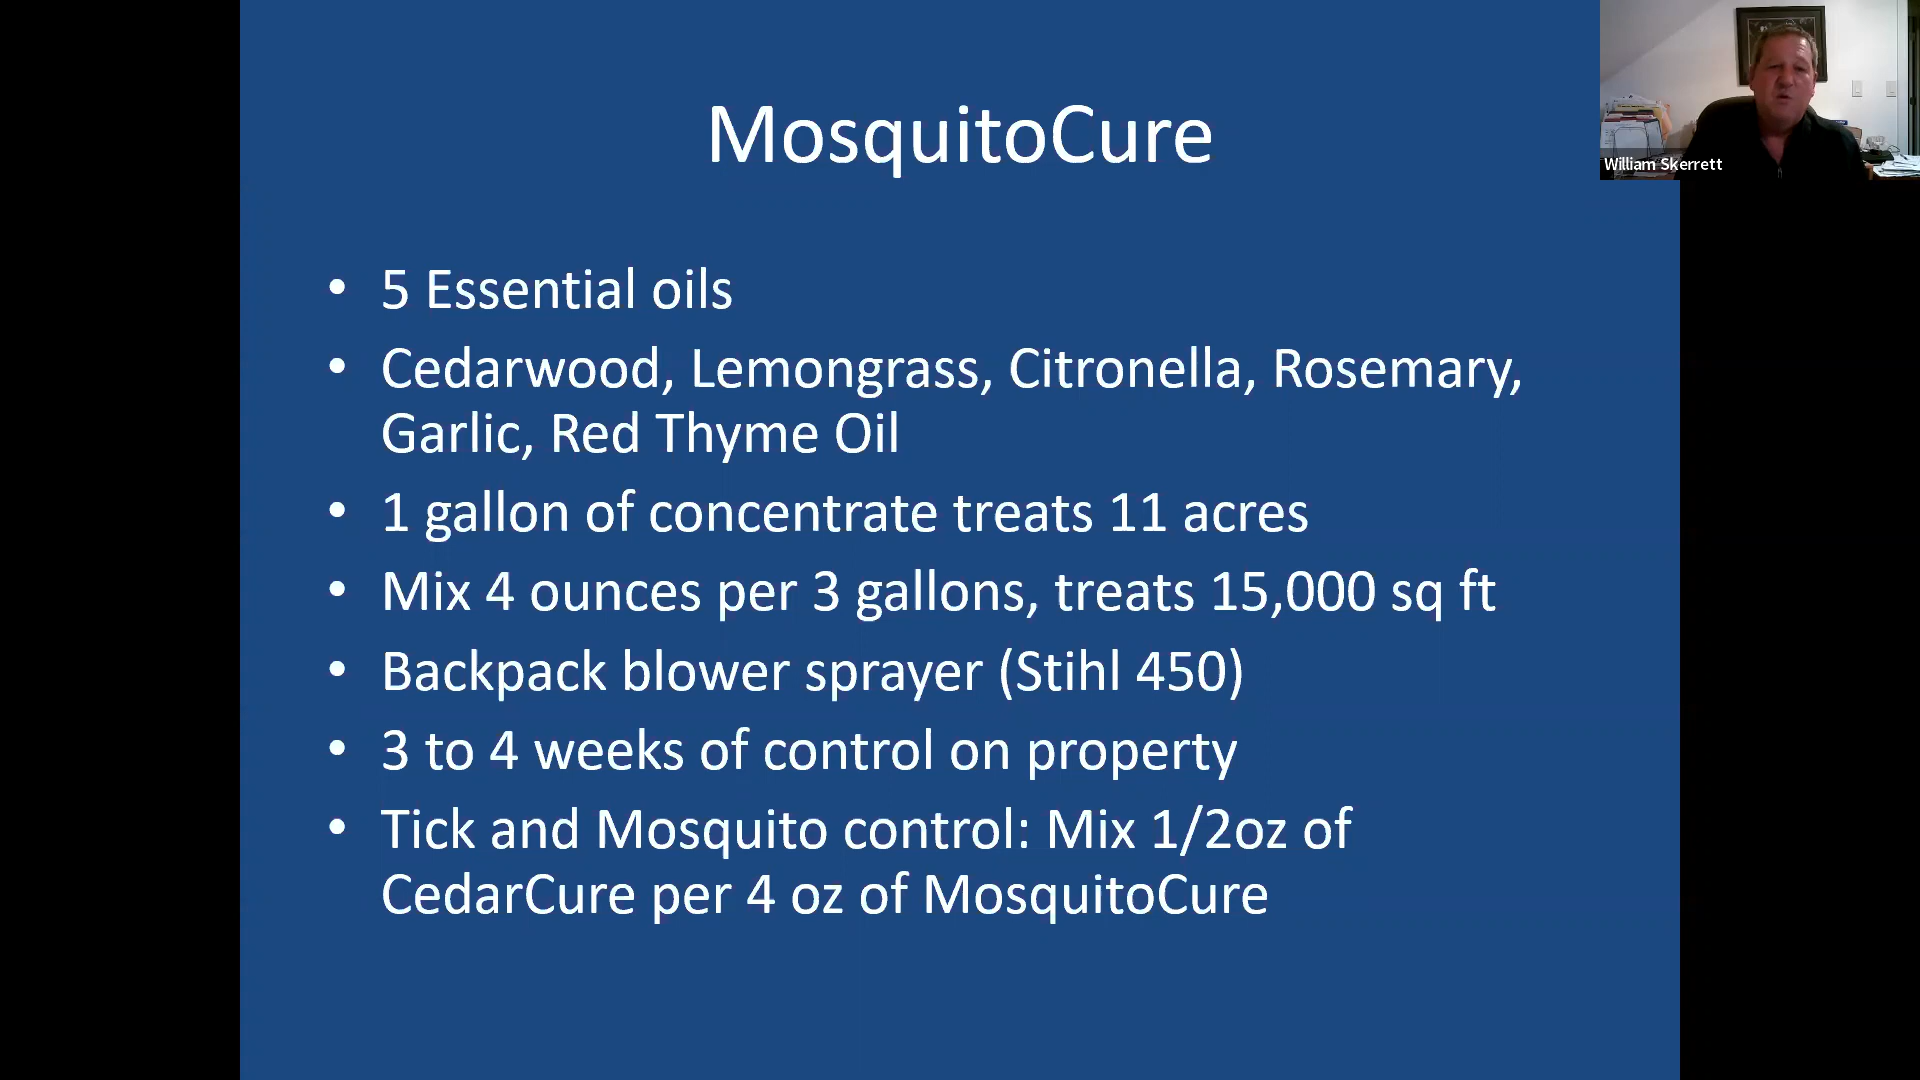 MosquitoCure
William Skerrett
• 5 Essential oils
• Cedarwood, Lemongrass, Citronella, Rosemary,
Garlic, Red Thyme Oil
• 1 gallon of concentrate treats 11 acres
• Mix 4 ounces per 3 gallons, treats 15,000 sq ft
• Backpack blower sprayer (Stihl 450)
• 3 to 4 weeks of control on property
• Tick and Mosquito control: Mix 1/2oz of
CedarCure per 4 oz of MosquitoCure